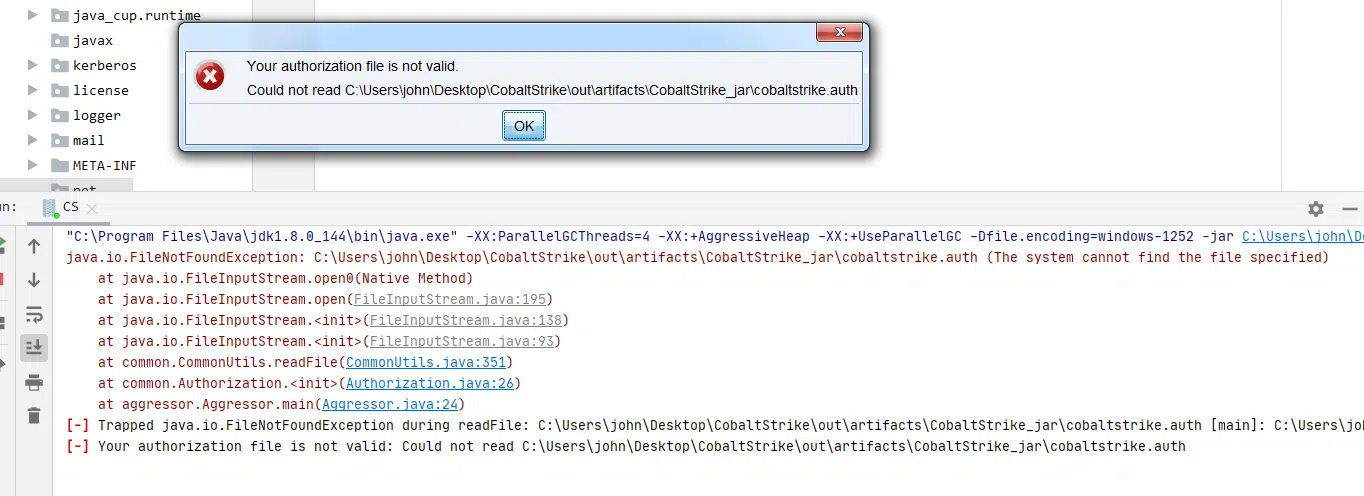 java_cup.runtime
javax
kerberos
license
logger
mail
META-INF
Your authorization file is not valid.
Could not read C:\Users\john\Desktop\CobaltStrike\out\artifacts\CobaltStrike_jar\cobaltstrike.auth
OK
CS
"C:\Program Files\Java\jdk1.8.0_144\bin\java.exe" -XX:ParallelGCThreads=4 -XX:+AggressiveHeap -XX:+UseParallelGC -Dfile.encoding=windows-1252 -jar C:\Users\john\D
java.io.FileNotFoundException: C:\Users\john\Desktop\CobaltStrike\out\artifacts\CobaltStrike_jar\cobaltstrike.auth (The system cannot find the file specified)
at java.io.FileInputStream.open0(Native Method)
at java.io.FileInputStream.open(FileInputStream.java:195)
at java.io.FileInputStream.<init>(FileInputStream.java:138)
at java.io.FileInputStream.<init>(FileInputStream.java:93)
at common.CommonUtils.readFile(CommonUtils.java:351)
at common.Authorization.<init>(Authorization.java:26)
at aggressor.Aggressor.main(Aggressor.java:24)
[-] Trapped java.io.FileNotFoundException during readFile: C:\Users\john\Desktop\CobaltStrike\out\artifacts\CobaltStrike_jar\cobaltstrike.auth [main]: C:\Users\jo
[-] Your authorization file is not valid: Could not read C:\Users\john\Desktop\CobaltStrike\out\artifacts\CobaltStrike_jar\cobaltstrike.auth